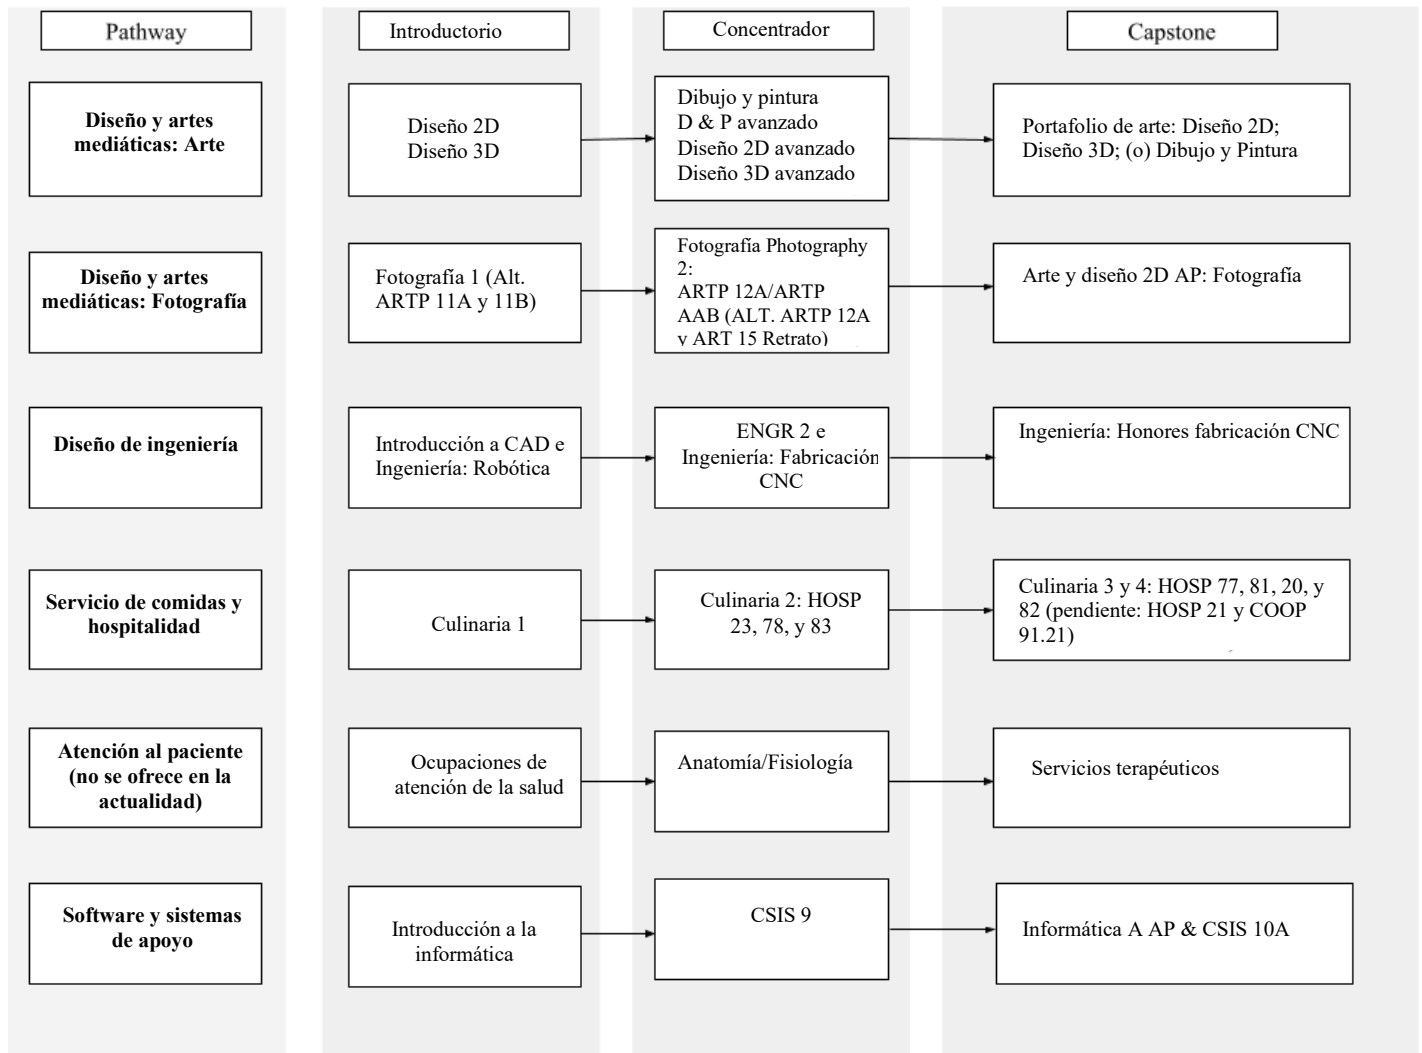 Pathway
Introductorio
Concentrador
Capstone
Diseño y artes
mediáticas: Arte
Diseño 2D
Diseño 3D
Dibujo y pintura
D & P avanzado
Diseño 2D avanzado
Diseño 3D avanzado
Portafolio de arte: Diseño 2D;
Diseño 3D; (o) Dibujo y Pintura
Diseño y artes
mediáticas: Fotografía
Fotografía 1 (Alt.
ARTP 11A y 11B)
Fotografía Photography
2:
ARTP 12A/ARTP
AAB (ALT. ARTP 12A
y ART 15 Retrato)
Arte y diseño 2D AP: Fotografía
Diseño de ingeniería
Introducción a CAD e
Ingeniería: Robótica
ENGR 2 e
Ingeniería: Fabricación
CNC
Ingeniería: Honores fabricación CNC
Servicio de comidas y
hospitalidad
Culinaria 1
Culinaria 2: HOSP
23, 78, y 83
Culinaria 3 y 4: HOSP 77, 81, 20, y
82 (pendiente: HOSP 21 y COOP
91.21)
Atención al paciente
(no se ofrece en la
actualidad)
Ocupaciones de
atención de la salud
Anatomía/Fisiología
Servicios terapéuticos
Software y sistemas
de apoyo
Introducción a la
informática
CSIS 9
Informática A AP & CSIS 10A